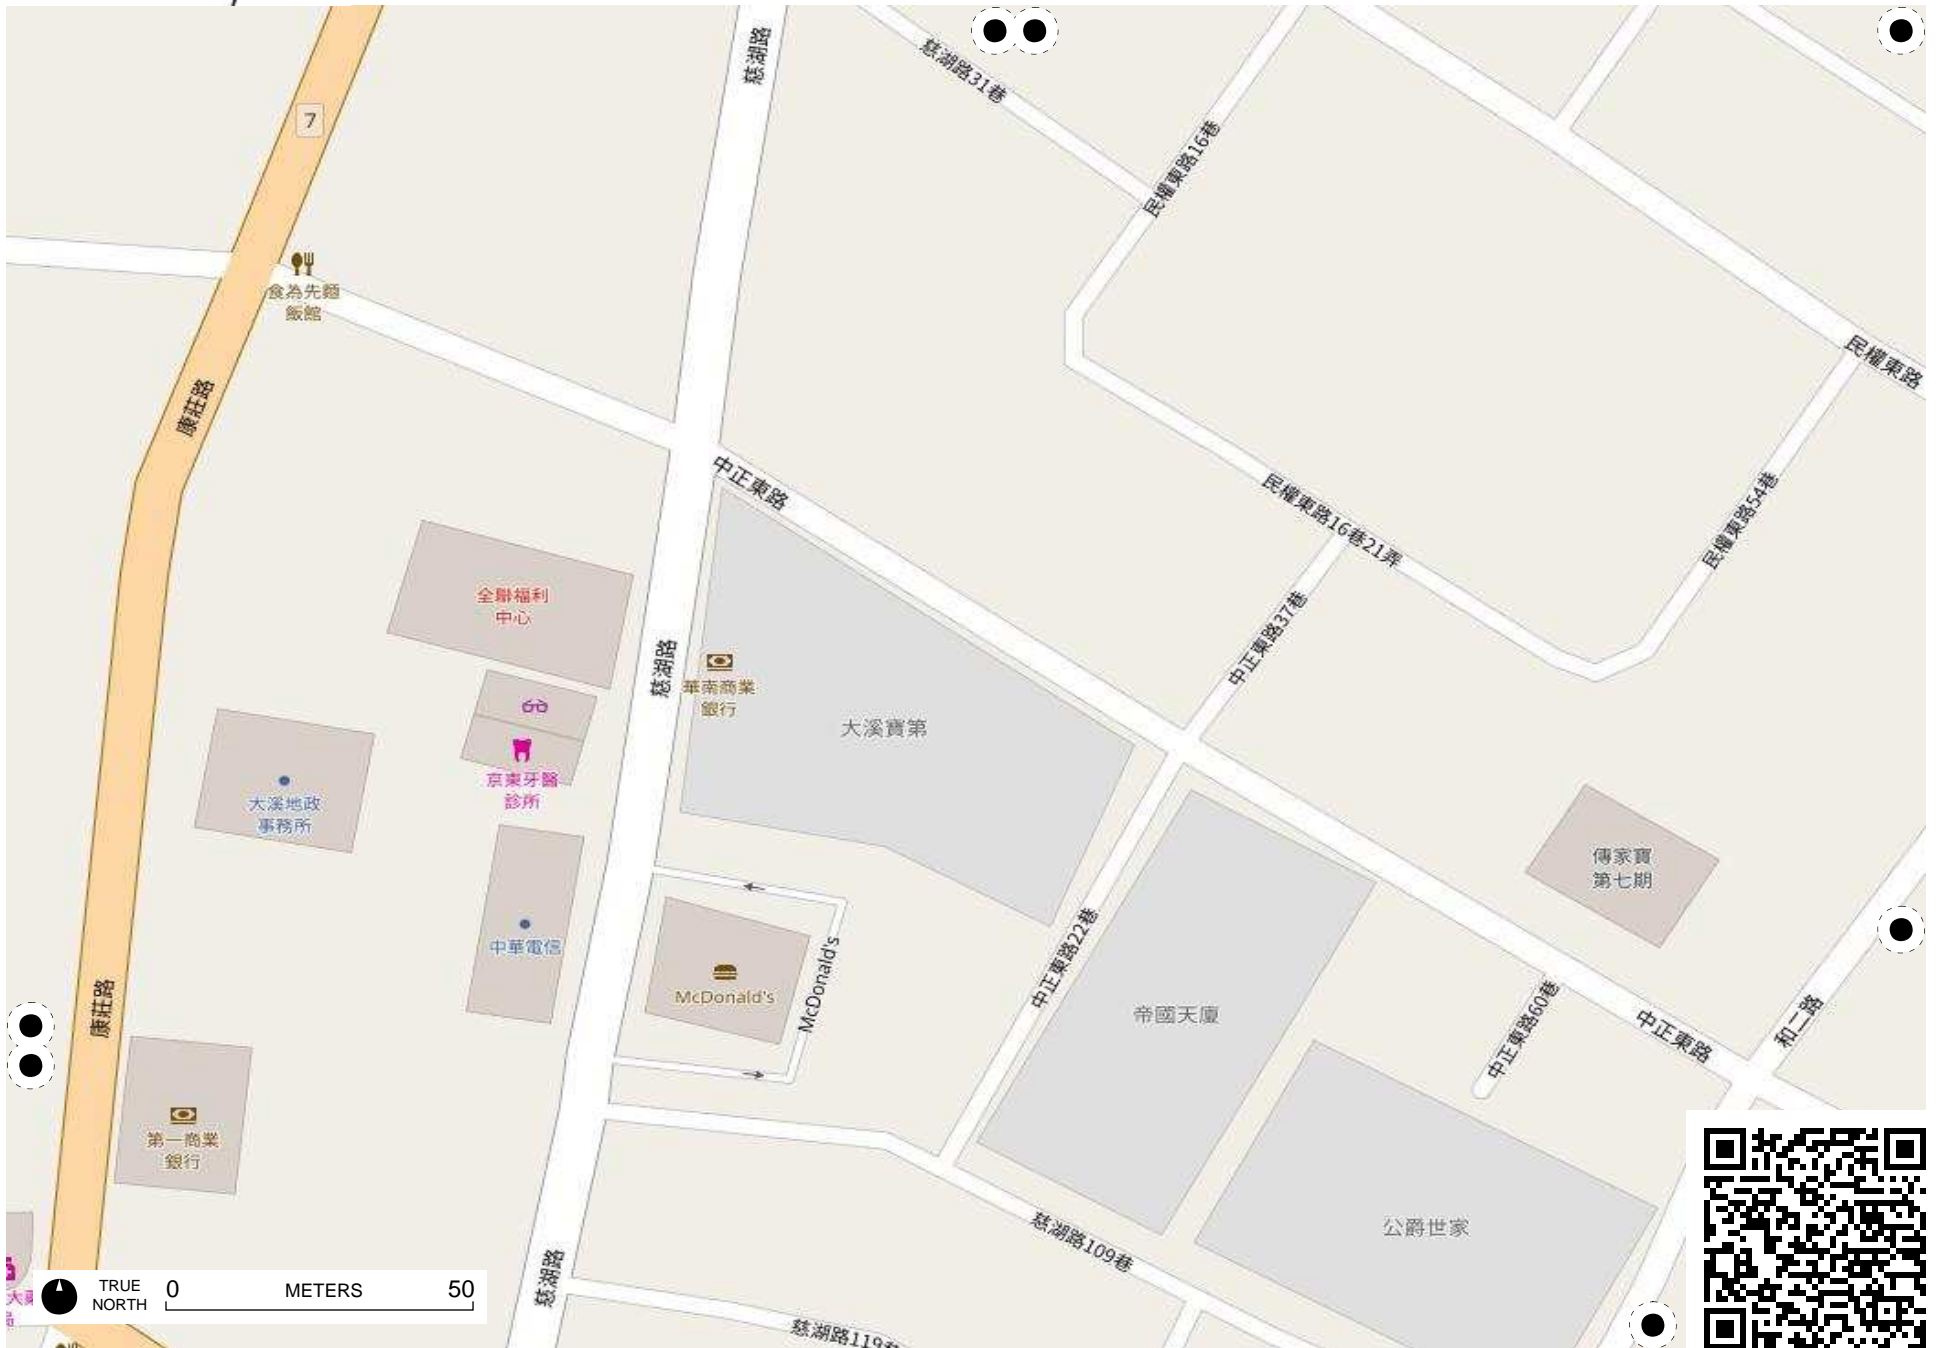 慈湖路
慈湖路31巷
7
民權東路16巷
食為先麵
飯館
民權東路
康莊路
中正東路
民權東路16巷21弄
民權東路54巷
全聯福利
中心
中正東路37巷
慈湖路
華南商業
銀行
大溪寶第
京東牙醫
診所
大溪地政
事務所
傳家寶
第七期
中華電信
McDonald's
McDonald's
中正東路22巷
帝國天廈
中正東路60巷
中正東路
和二路
康莊路
第一商業
銀行
慈湖路109巷
公爵世家
慈湖路
慈湖路119巷
TRUE
NORTH
0 METERS 50